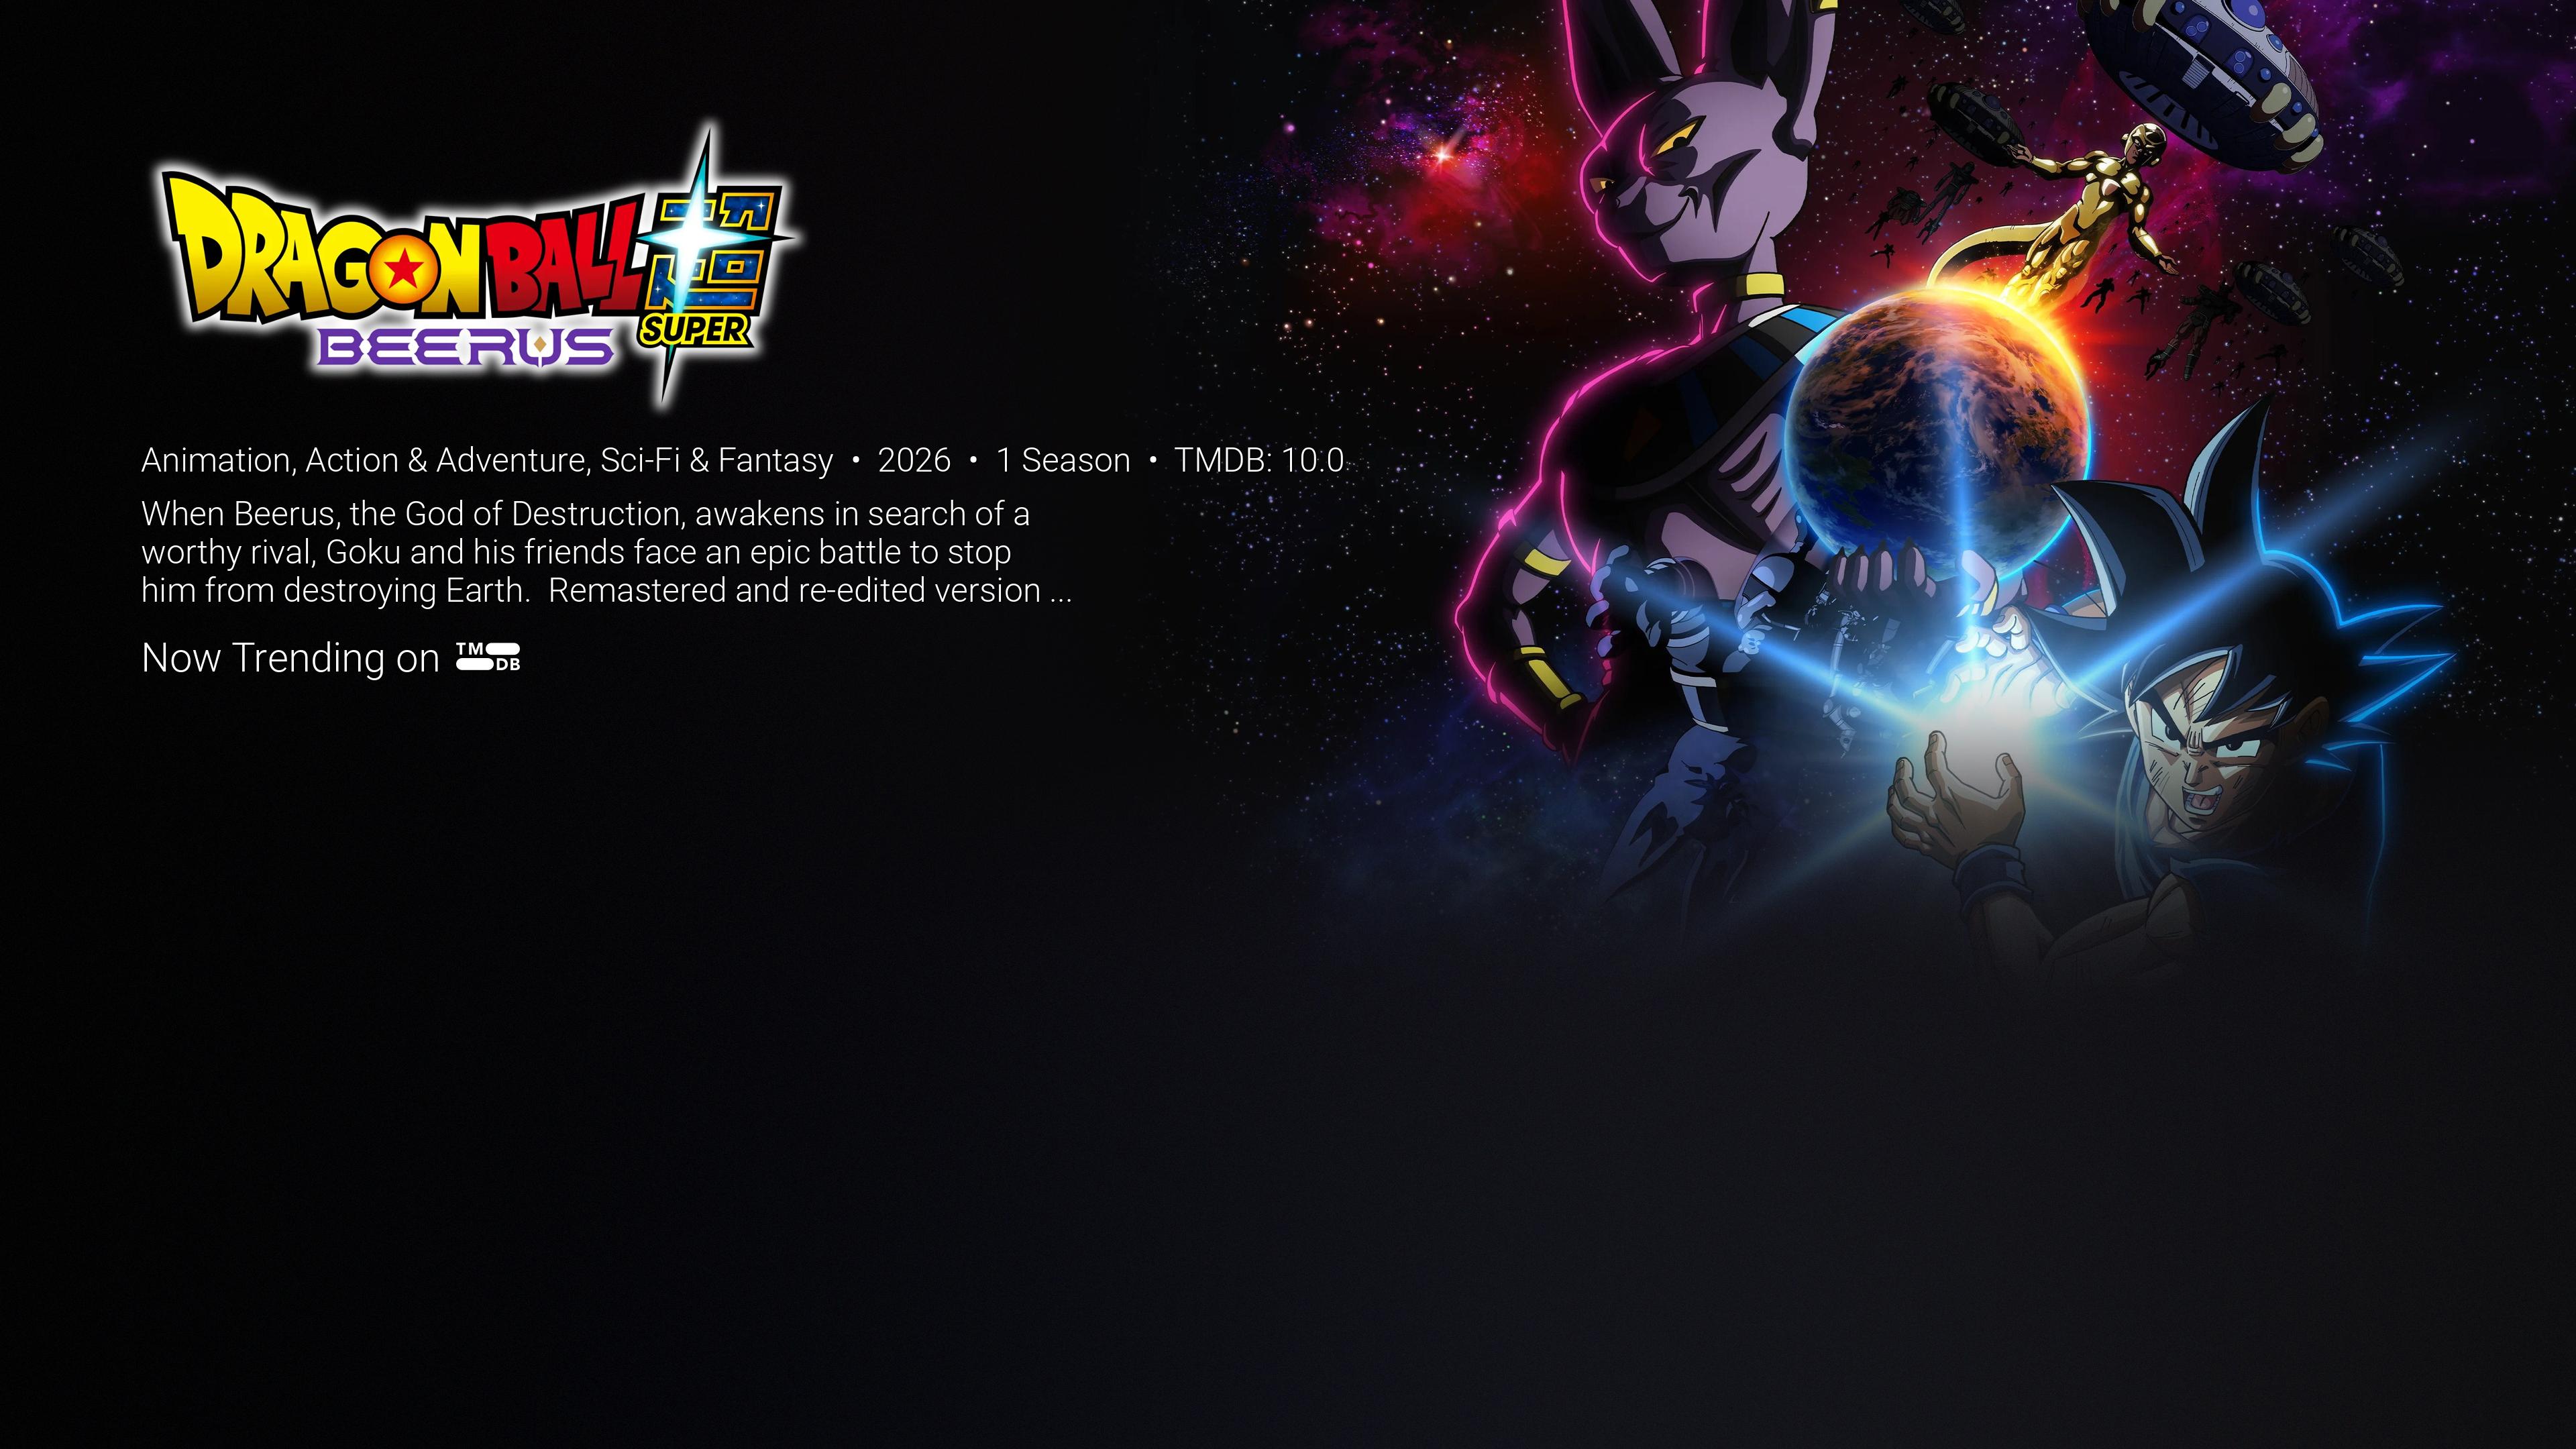 DRAGON BALL 超
SUPER
BEERUS
Animation, Action & Adventure, Sci-Fi & Fantasy • 2026 • 1 Season • TMDB: 10.0
When Beerus, the God of Destruction, awakens in search of a
worthy rival, Goku and his friends face an epic battle to stop
him from destroying Earth.  Remastered and re-edited version ...
Now Trending on TMDB